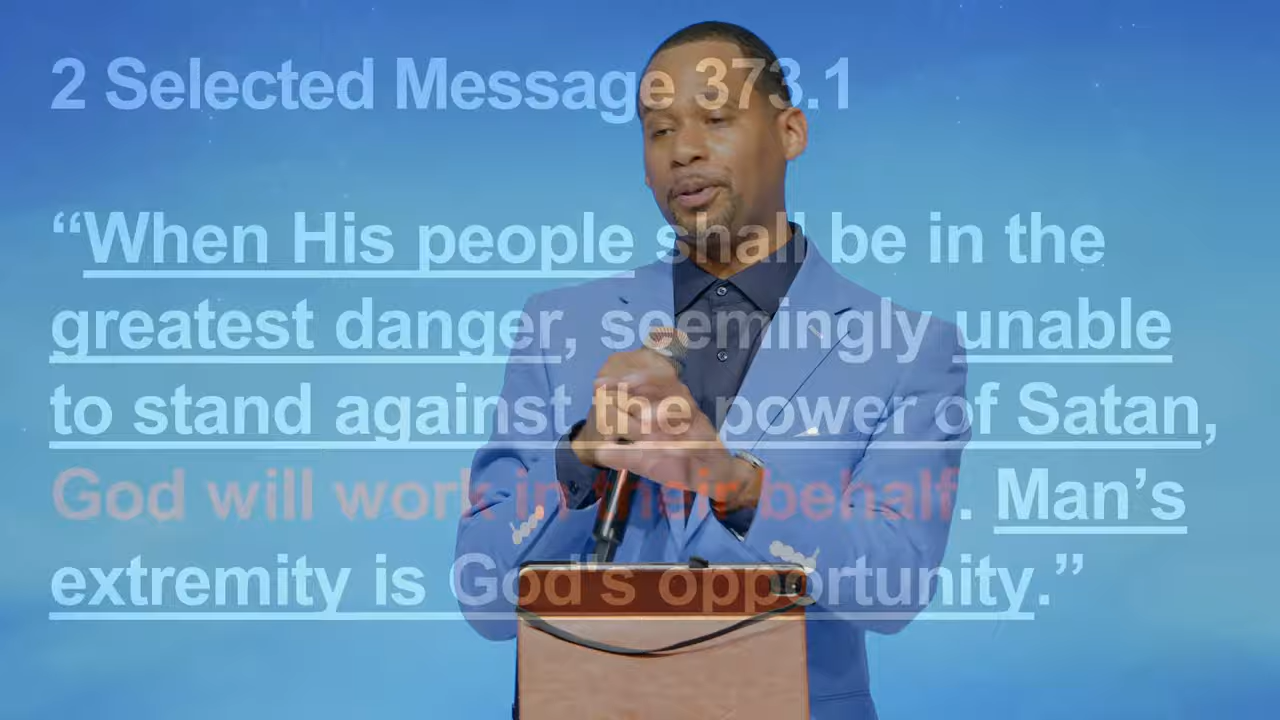 2 Selected Message 373.1
“When His people shall be in the
greatest danger, seemingly unable
to stand against the power of Satan,
God will work in their behalf. Man’s
extremity is God's opportunity.”